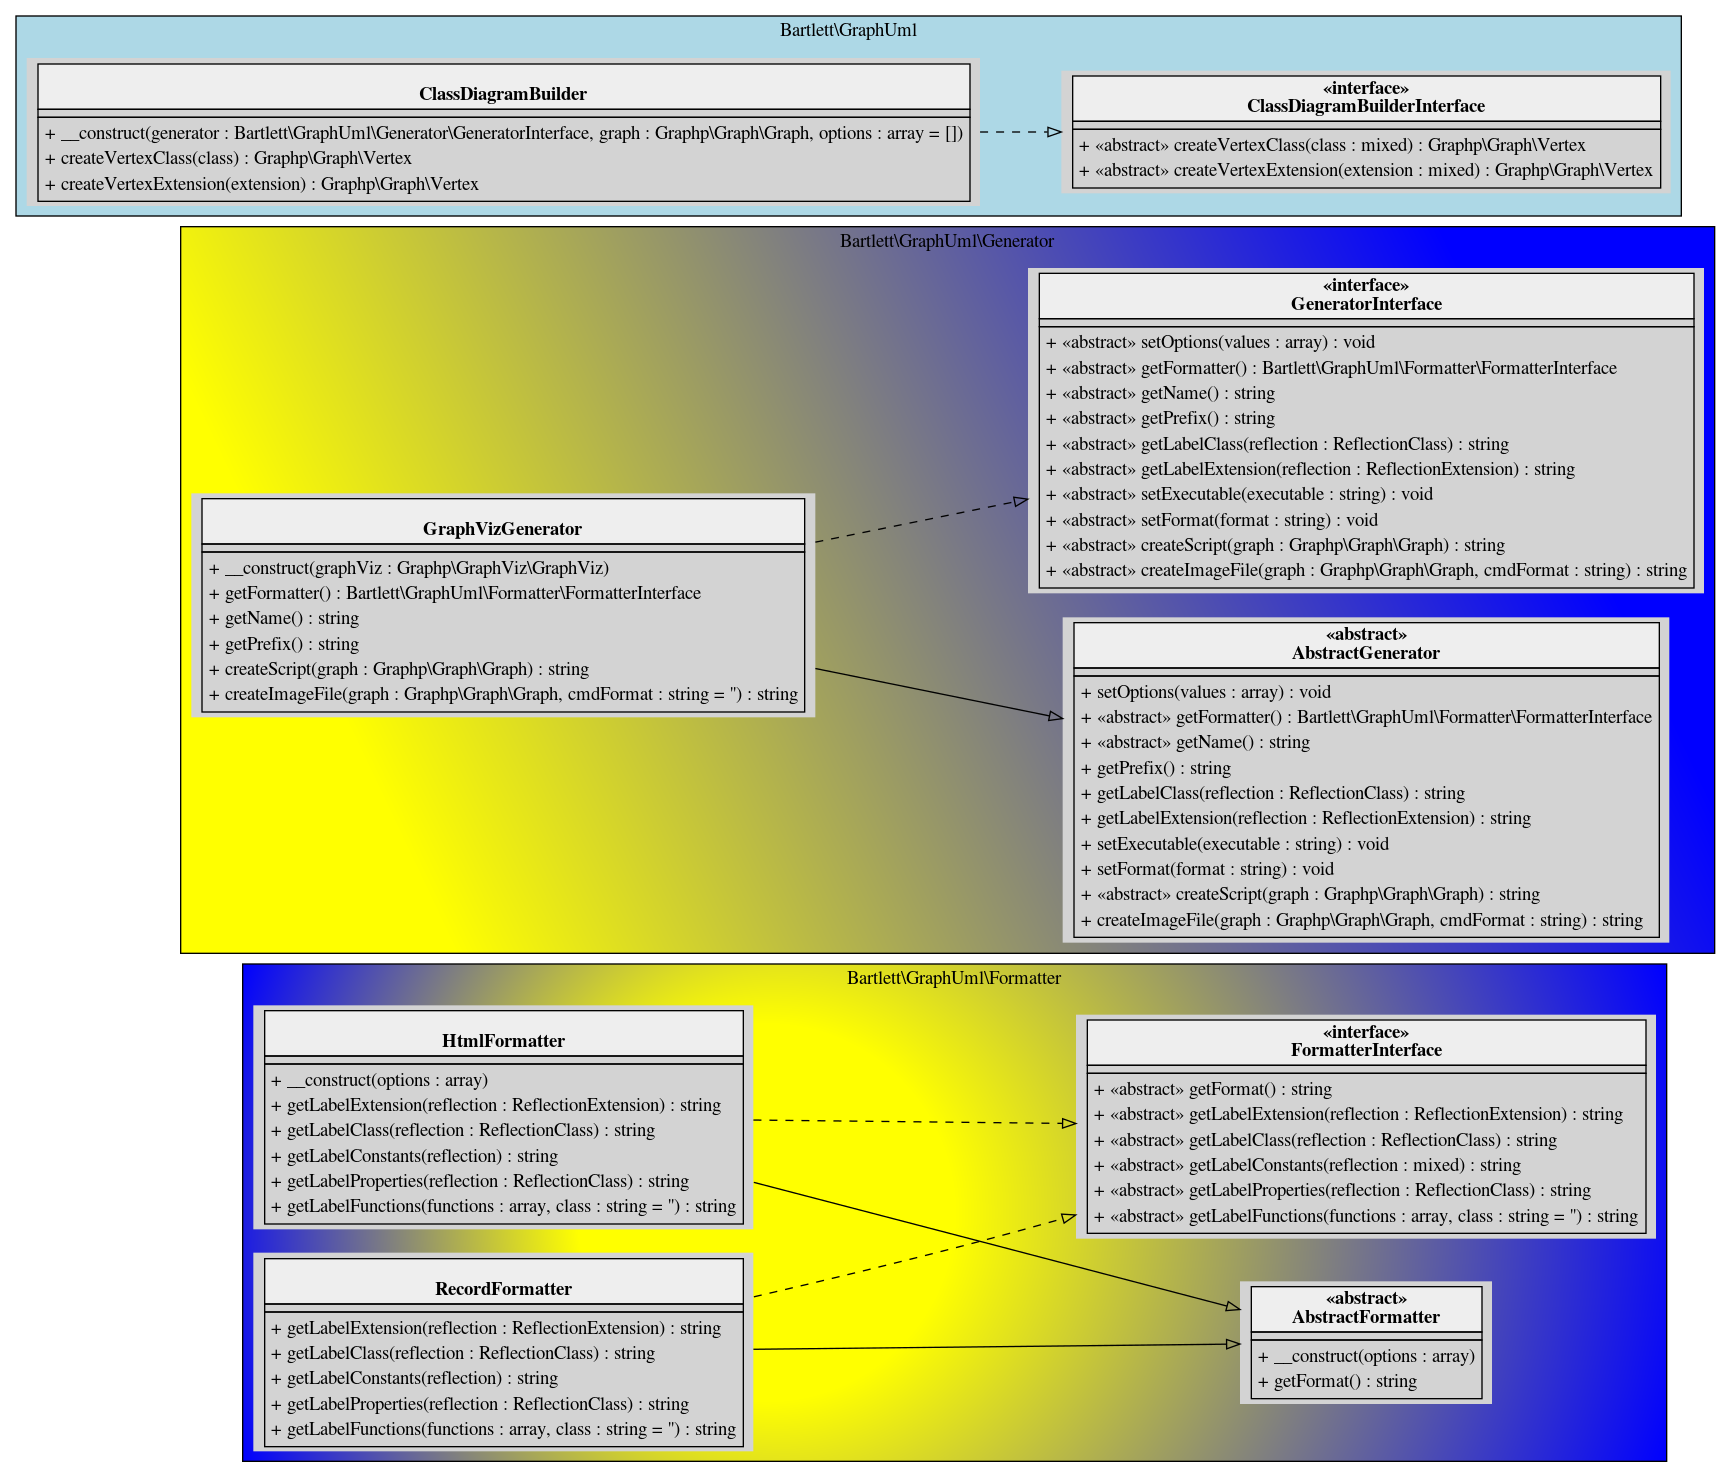 Bartlett\GraphUml
ClassDiagramBuilder
+ __construct(generator : Bartlett\GraphUml\Generator\GeneratorInterface, graph : Graphp\Graph\Graph, options : array = [])
+ createVertexClass(class) : Graphp\Graph\Vertex
+ createVertexExtension(extension) : Graphp\Graph\Vertex
«interface»
ClassDiagramBuilderInterface
+ «abstract» createVertexClass(class : mixed) : Graphp\Graph\Vertex
+ «abstract» createVertexExtension(extension : mixed) : Graphp\Graph\Vertex
Bartlett\GraphUml\Generator
GraphVizGenerator
+ __construct(graphViz : Graphp\GraphViz\GraphViz)
+ getFormatter() : Bartlett\GraphUml\Formatter\FormatterInterface
+ getName() : string
+ getPrefix() : string
+ createScript(graph : Graphp\Graph\Graph) : string
+ createImageFile(graph : Graphp\Graph\Graph, cmdFormat : string = '') : string
«interface»
GeneratorInterface
+ «abstract» setOptions(values : array) : void
+ «abstract» getFormatter() : Bartlett\GraphUml\Formatter\FormatterInterface
+ «abstract» getName() : string
+ «abstract» getPrefix() : string
+ «abstract» getLabelClass(reflection : ReflectionClass) : string
+ «abstract» getLabelExtension(reflection : ReflectionExtension) : string
+ «abstract» setExecutable(executable : string) : void
+ «abstract» setFormat(format : string) : void
+ «abstract» createScript(graph : Graphp\Graph\Graph) : string
+ «abstract» createImageFile(graph : Graphp\Graph\Graph, cmdFormat : string) : string
«abstract»
AbstractGenerator
+ setOptions(values : array) : void
+ «abstract» getFormatter() : Bartlett\GraphUml\Formatter\FormatterInterface
+ «abstract» getName() : string
+ getPrefix() : string
+ getLabelClass(reflection : ReflectionClass) : string
+ getLabelExtension(reflection : ReflectionExtension) : string
+ setExecutable(executable : string) : void
+ setFormat(format : string) : void
+ «abstract» createScript(graph : Graphp\Graph\Graph) : string
+ createImageFile(graph : Graphp\Graph\Graph, cmdFormat : string) : string
Bartlett\GraphUml\Formatter
HtmlFormatter
+ __construct(options : array)
+ getLabelExtension(reflection : ReflectionExtension) : string
+ getLabelClass(reflection : ReflectionClass) : string
+ getLabelConstants(reflection) : string
+ getLabelProperties(reflection : ReflectionClass) : string
+ getLabelFunctions(functions : array, class : string = '') : string
«interface»
FormatterInterface
+ «abstract» getFormat() : string
+ «abstract» getLabelExtension(reflection : ReflectionExtension) : string
+ «abstract» getLabelClass(reflection : ReflectionClass) : string
+ «abstract» getLabelConstants(reflection : mixed) : string
+ «abstract» getLabelProperties(reflection : ReflectionClass) : string
+ «abstract» getLabelFunctions(functions : array, class : string = '') : string
RecordFormatter
+ getLabelExtension(reflection : ReflectionExtension) : string
+ getLabelClass(reflection : ReflectionClass) : string
+ getLabelConstants(reflection) : string
+ getLabelProperties(reflection : ReflectionClass) : string
+ getLabelFunctions(functions : array, class : string = '') : string
«abstract»
AbstractFormatter
+ __construct(options : array)
+ getFormat() : string